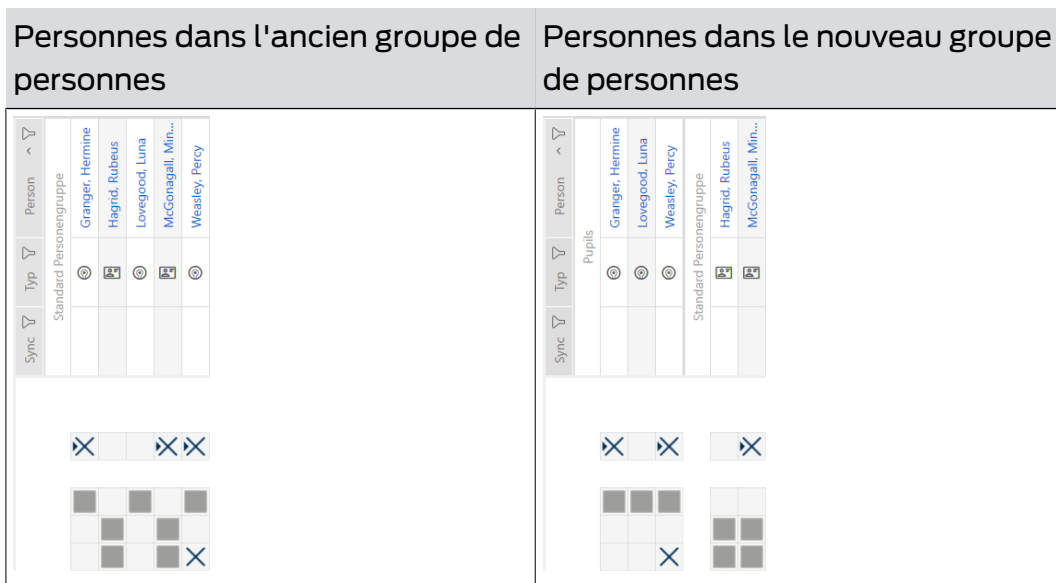 Personnes dans l'ancien groupe de
personnes
Personnes dans le nouveau groupe
de personnes
Sync Typ Person
Standard Personengruppe
Granger, Hermine
Hagrid, Rubeus
Lovegood, Luna
McGonagall, Min...
Weasley, Percy
Sync Typ Person
Pupils
Granger, Hermine
Lovegood, Luna
Weasley, Percy
Standard Personengruppe
Hagrid, Rubeus
McGonagall, Min...